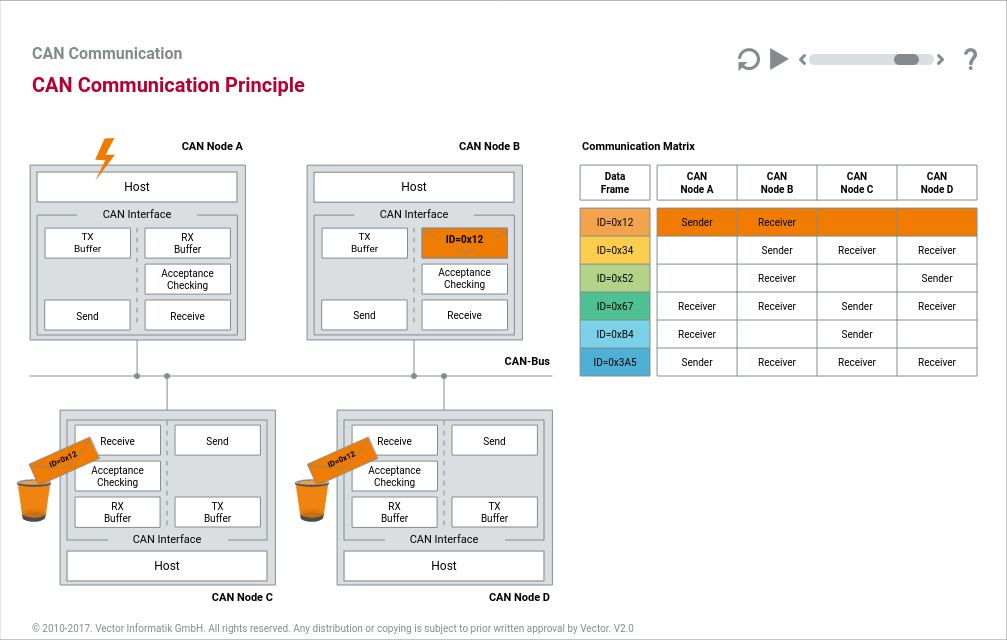 CAN Communication
CAN Communication Principle
?
CAN Node A
Host
CAN Interface
TX
Buffer
RX
Buffer
Acceptance
Checking
Send
Receive
CAN Node B
Host
CAN Interface
TX
Buffer
ID=0x12
Acceptance
Checking
Send
Receive
Communication Matrix
Data
Frame
CAN
Node A
CAN
Node B
CAN
Node C
CAN
Node D
ID=0x12 Sender Receiver
ID=0x34 Sender Receiver Receiver
ID=0x52 Receiver Sender
ID=0x67 Receiver Receiver Sender Receiver
ID=0xB4 Receiver Sender
ID=0x3A5 Sender Receiver Receiver Receiver
CAN-Bus
Receive
Send
ID=0x12
Acceptance
Checking
RX
Buffer
TX
Buffer
CAN Interface
Host
CAN Node C
Receive
Send
ID=0x12
Acceptance
Checking
RX
Buffer
TX
Buffer
CAN Interface
Host
CAN Node D
© 2010-2017. Vector Informatik GmbH. All rights reserved. Any distribution or copying is subject to prior written approval by Vector. V2.0